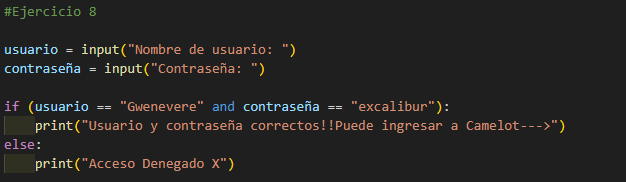 #Ejercicio 8
usuario = input("Nombre de usuario: ")
contraseña = input("Contraseña: ")
if (usuario == "Gwenevere" and contraseña == "excalibur"):
print("Usuario y contraseña correctos!!Puede ingresar a Camelot--->")
else:
print("Acceso Denegado X")